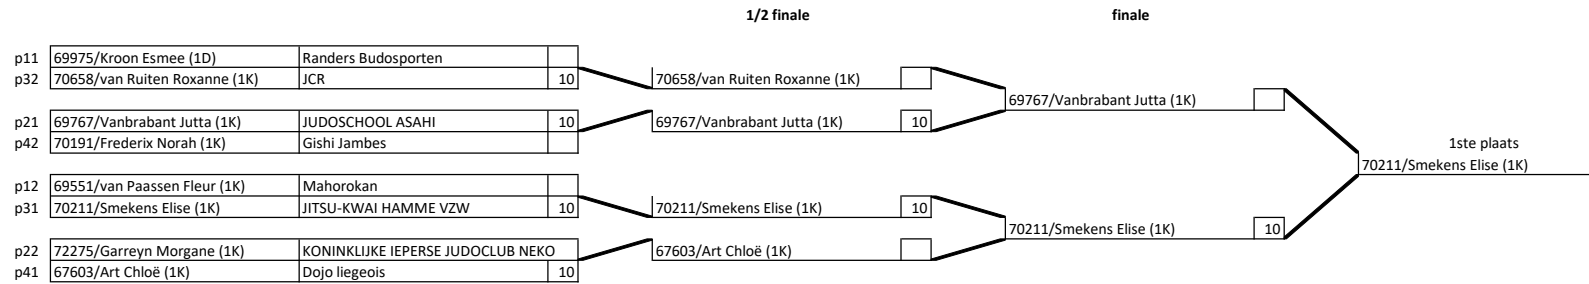 1/2 finale finale
p11 69975/Kroon Esmee (1D) Randers Budosporten
p32 70658/van Ruiten Roxanne (1K) JCR 10 70658/van Ruiten Roxanne (1K)
69767/Vanbrabant Jutta (1K)
p21 69767/Vanbrabant Jutta (1K) JUDOSCHOOL ASAHI 10 69767/Vanbrabant Jutta (1K) 10
p42 70191/Frederix Norah (1K) Gishi Jambes 1ste plaats
70211/Smekens Elise (1K)
p12 69551/van Paassen Fleur (1K) Mahorokan
p31 70211/Smekens Elise (1K) JITSU-KWAI HAMME VZW 10 70211/Smekens Elise (1K) 10
70211/Smekens Elise (1K) 10
p22 72275/Garreyn Morgane (1K) KONINKLIJKE IEPERSE JUDOCLUB NEKO 67603/Art Chloë (1K)
p41 67603/Art Chloë (1K) Dojo liegeois 10